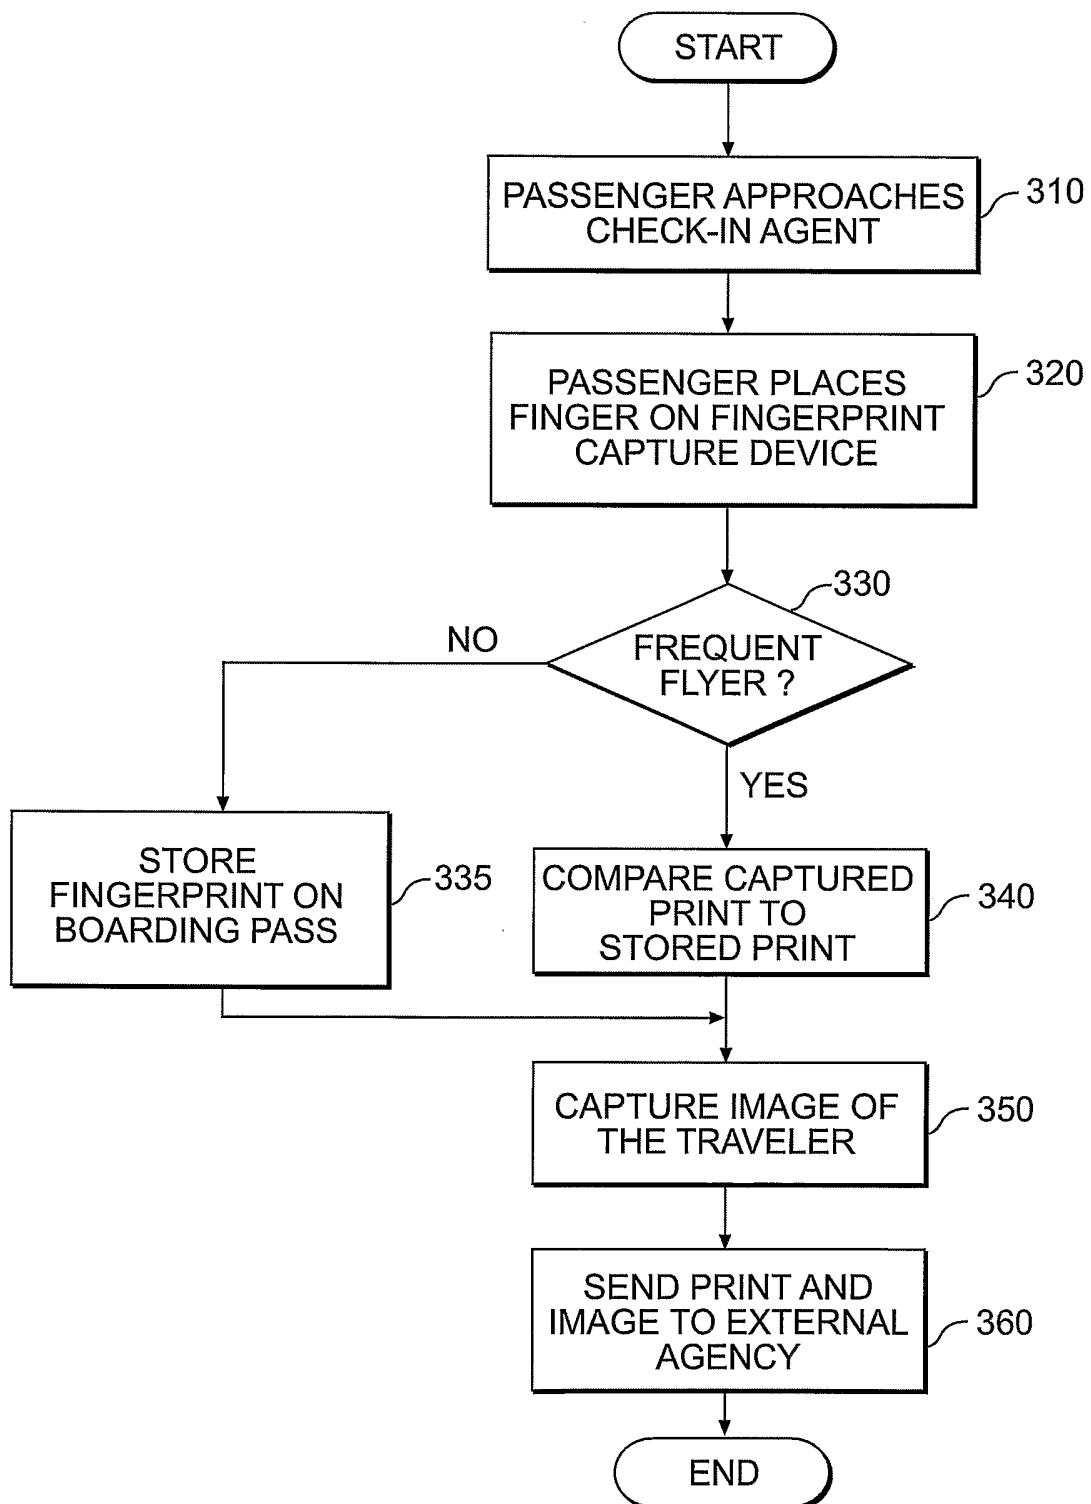 START
PASSENGER APPROACHES
CHECK-IN AGENT
310
PASSENGER PLACES
FINGER ON FINGERPRINT
CAPTURE DEVICE
320
330
FREQUENT
FLYER ?
NO
YES
STORE
FINGERPRINT ON
BOARDING PASS
335
COMPARE CAPTURED
PRINT TO
STORED PRINT
340
CAPTURE IMAGE OF
THE TRAVELER
350
SEND PRINT AND
IMAGE TO EXTERNAL
AGENCY
360
END